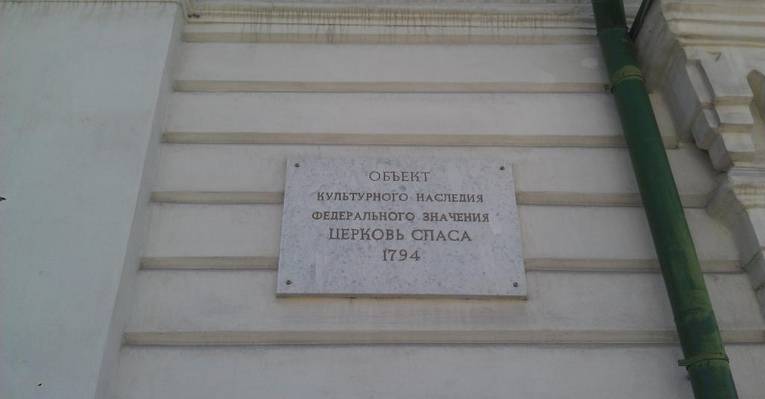 ОБЪЕКТ
КУЛЬТУРНОГО НАСЛЕДИЯ
ФЕДЕРАЛЬНОГО ЗНАЧЕНИЯ
ЦЕРКОВЬ СПАСА
1794